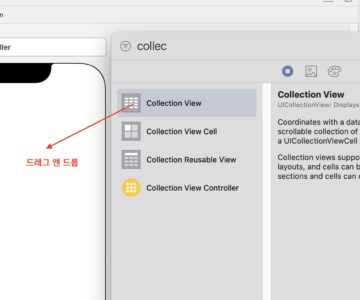 ller
collec
Collection View
Collection View Cell
Collection Reusable View
Collection View Controller
드래그 앤 드롭
Collection View
UICollectionView: Displays
Coordinates with a data
scrollable collection of
a UICollectionViewCell
Collection views suppo
layouts, and cells can b
sections and cells can